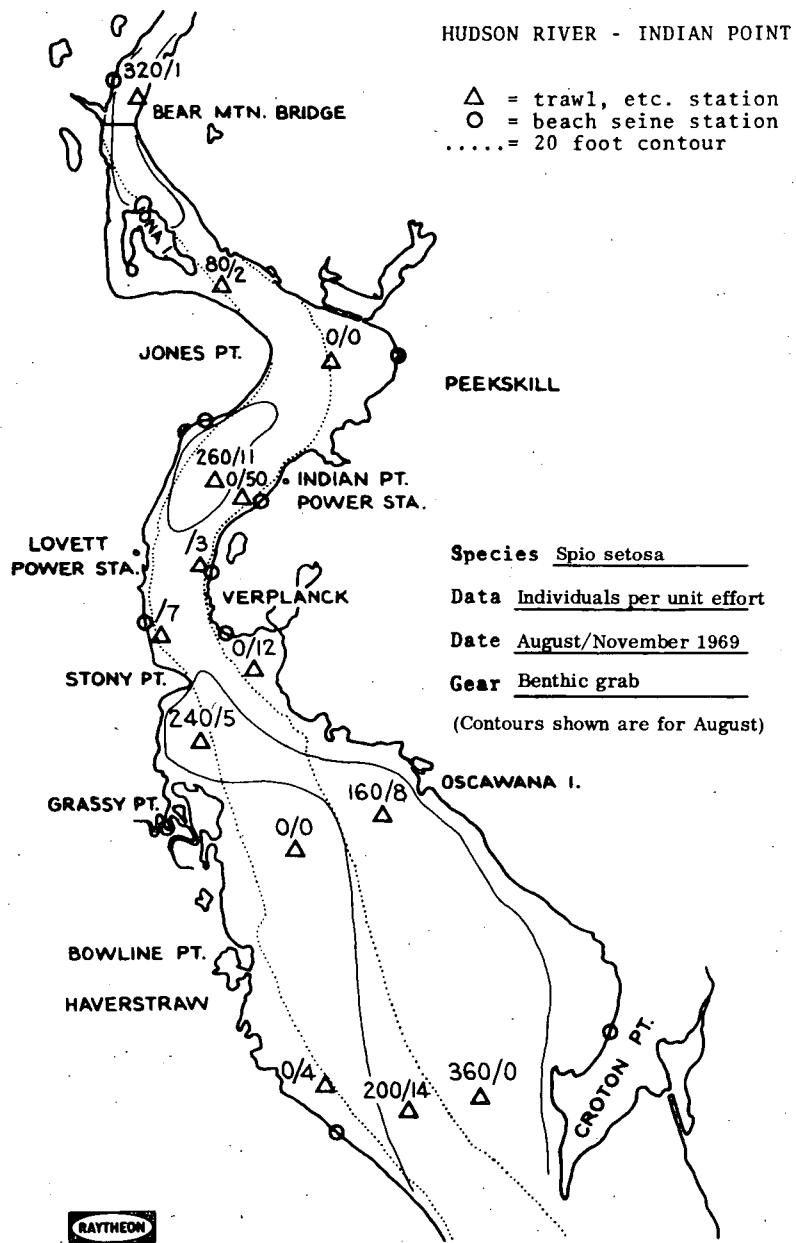 HUDSON RIVER - INDIAN POINT
△ = trawl, etc. station
○ = beach seine station
.....= 20 foot contour
320/1
BEAR MTN. BRIDGE
80/2
0/0
JONES PT.
PEEKSKILL
260/11
0/50
INDIAN PT.
POWER STA.
/3
LOVETT
POWER STA.
VERPLANCK
/7
0/12
STONY PT.
Species Spio setosa
Data Individuals per unit effort
Date August/November 1969
Gear Benthic grab
(Contours shown are for August)
240/5
OSCAWANA I.
160/8
GRASSY PT.
0/0
BOWLINE PT.
HAVERSTRAW
CROTON PT.
0/4
200/14
360/0
RAYTHEON